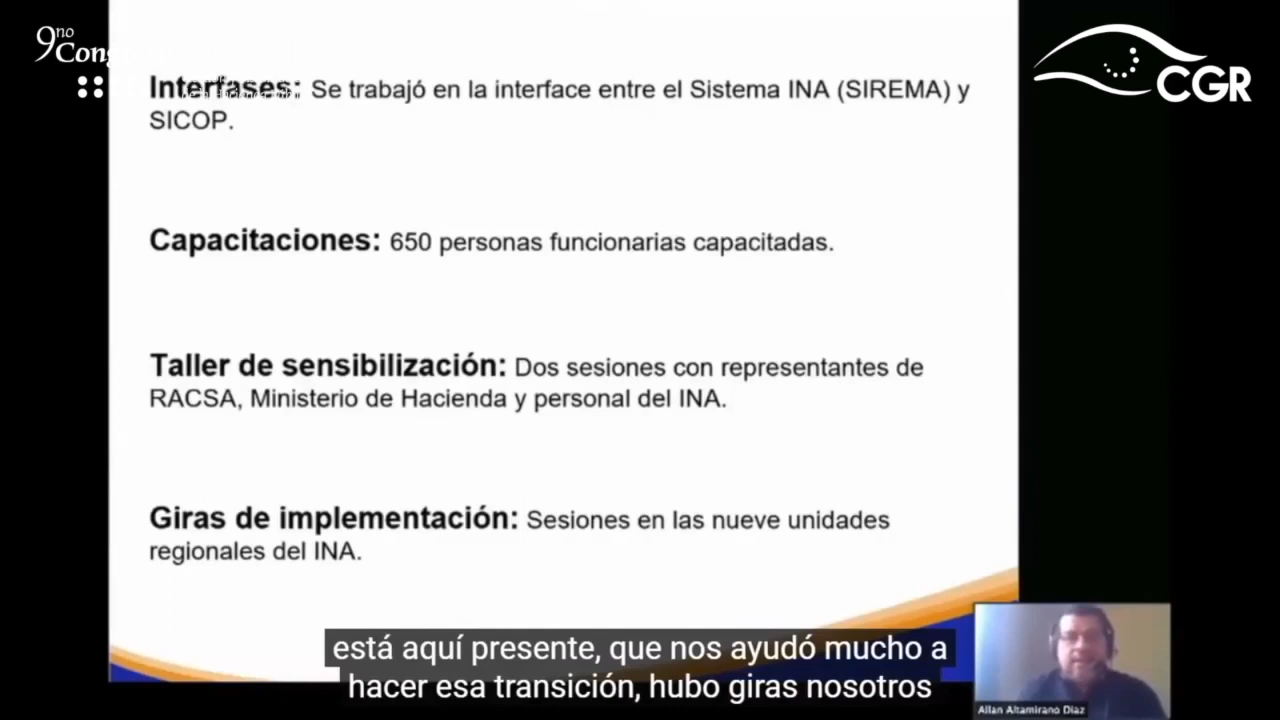 9no
Cong
CGR
Interfases: Se trabajó en la interface entre el Sistema INA (SIREMA) y
SICOP.
Capacitaciones: 650 personas funcionarias capacitadas.
Taller de sensibilización: Dos sesiones con representantes de
RACSA, Ministerio de Hacienda y personal del INA.
Giras de implementación: Sesiones en las nueve unidades
regionales del INA.
está aquí presente, que nos ayudó mucho a
hacer esa transición, hubo giras nosotros
Allan Altamirano Diaz